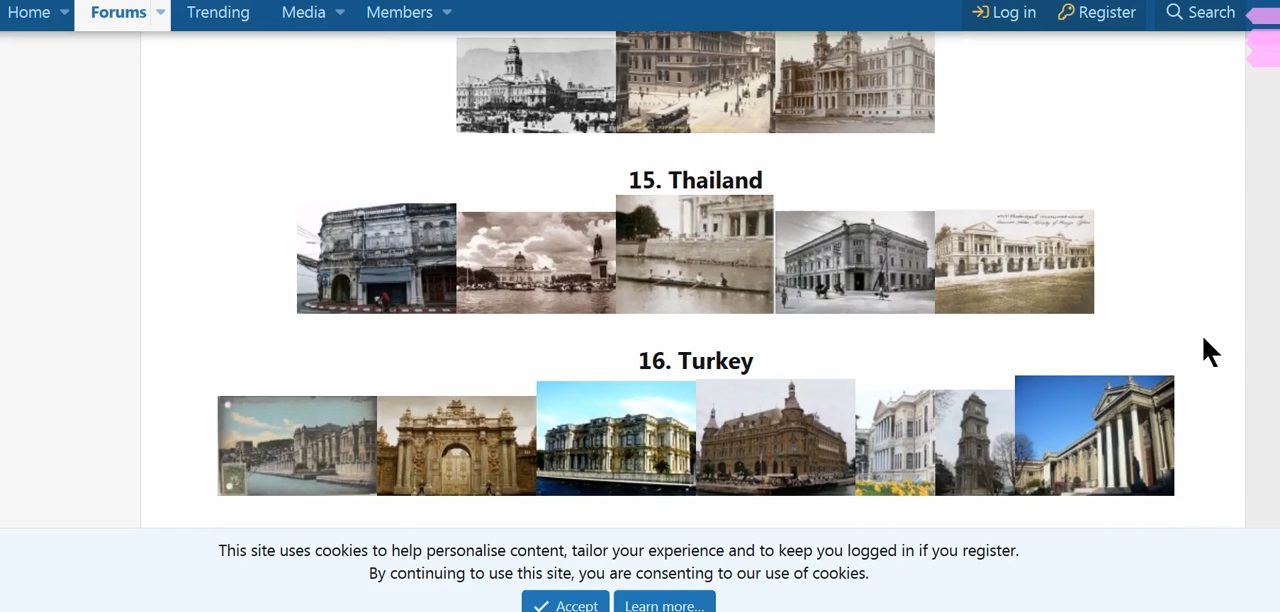 Home Forums Trending Media Members Log in Register Search
15. Thailand
16. Turkey
This site uses cookies to help personalise content, tailor your experience and to keep you logged in if you register.
By continuing to use this site, you are consenting to our use of cookies.
Accept Learn more...